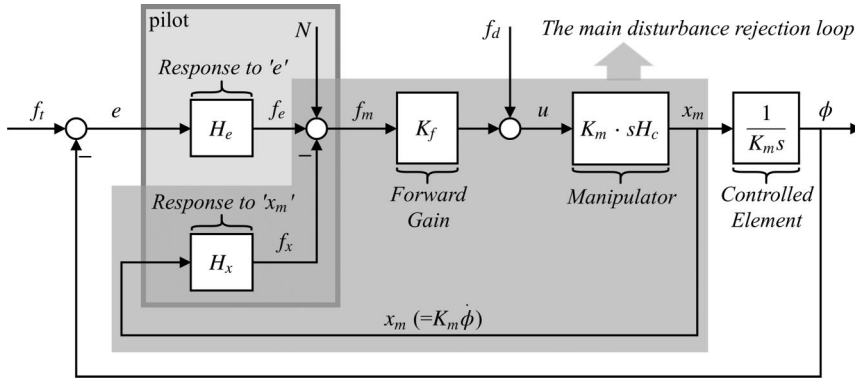 pilot
The main disturbance rejection loop
N
f_d
Response to 'e'
f_t
e
H_e
f_e
f_m
K_f
u
K_m · sH_c
x_m
1
K_m s
ϕ
−
−
Forward
Gain
Manipulator
Controlled
Element
Response to 'x_m'
H_x
f_x
x_m (=K_m ϕ̇)